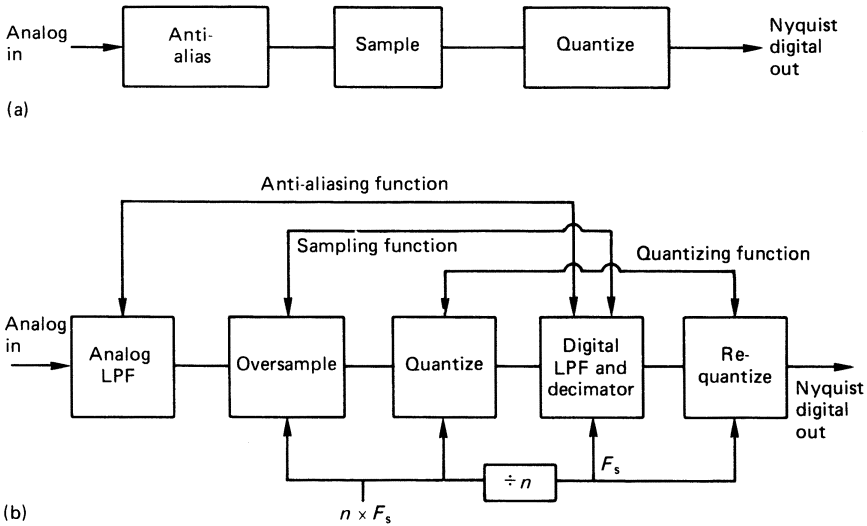 Analog
in
Anti-
alias
Sample
Quantize
Nyquist
digital
out
(a)
Anti-aliasing function
Sampling function
Quantizing function
Analog
in
Analog
LPF
Oversample
Quantize
Digital
LPF and
decimator
Re-
quantize
Nyquist
digital
out
÷ n
Fs
n × Fs
(b)